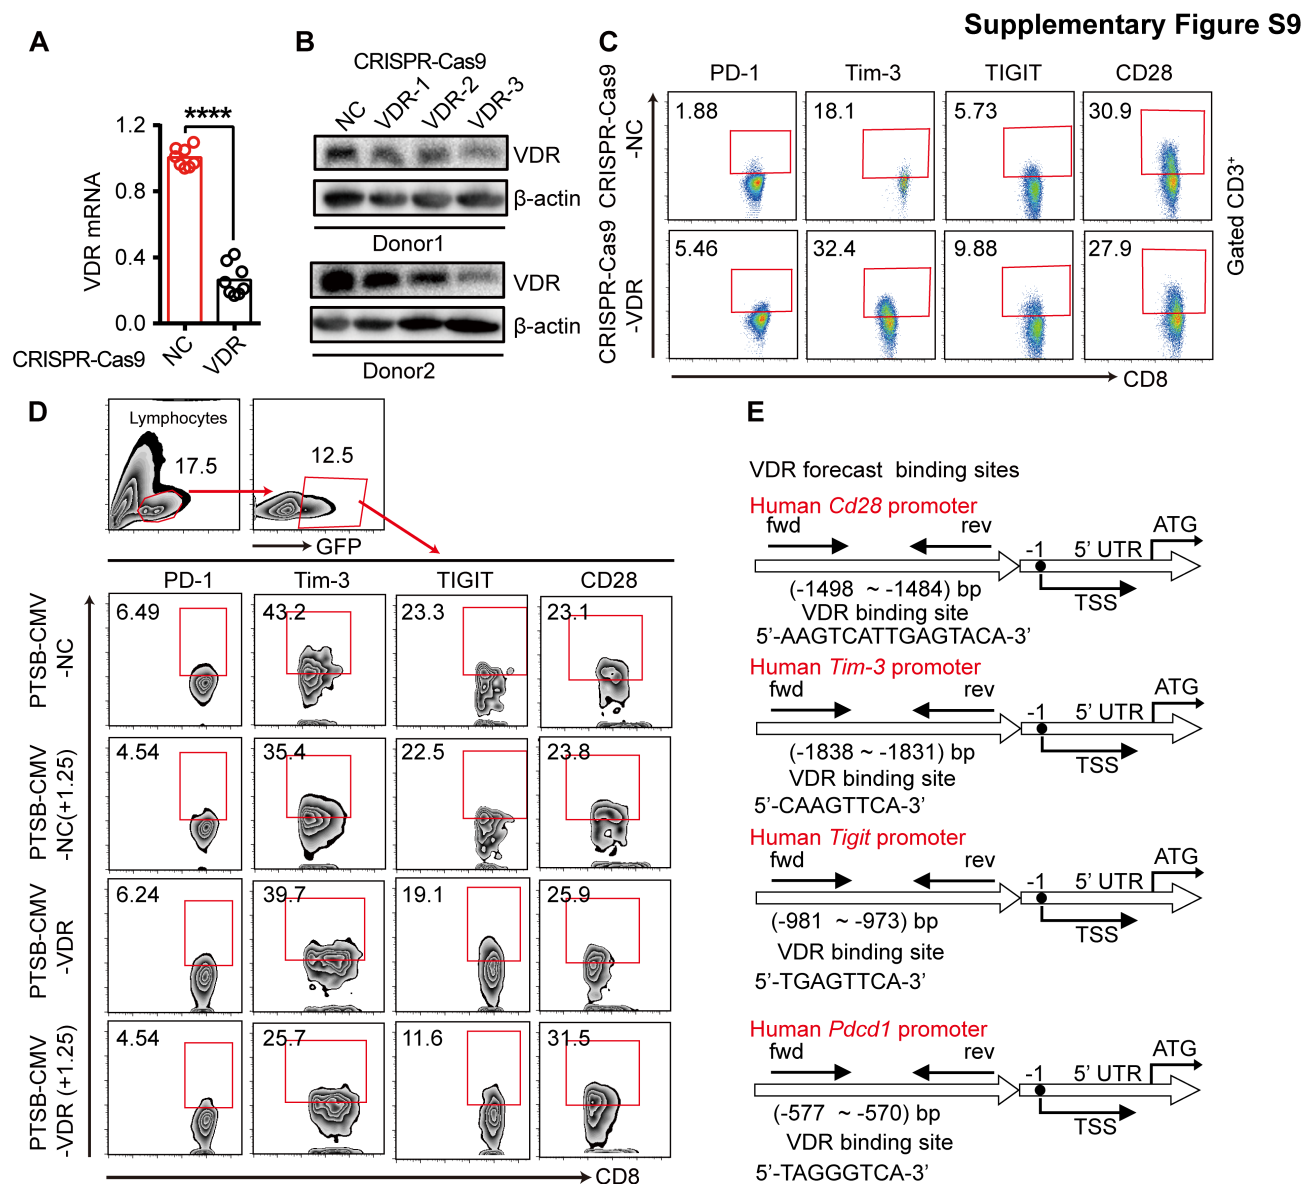 Supplementary Figure S9
A
****
1.2
0.8
0.4
0.0
VDR mRNA
CRISPR-Cas9
NC
VDR
B
CRISPR-Cas9
NC
VDR-1
VDR-2
VDR-3
VDR
β-actin
Donor1
VDR
β-actin
Donor2
C
PD-1 Tim-3 TIGIT CD28
CRISPR-Cas9
-NC
1.88 18.1 5.73 30.9
CRISPR-Cas9
-VDR
5.46 32.4 9.88 27.9
Gated CD3⁺
CD8
D
Lymphocytes
17.5
12.5
GFP
PD-1 Tim-3 TIGIT CD28
PTSB-CMV
-NC
6.49 43.2 23.3 23.1
PTSB-CMV
-NC(+1.25)
4.54 35.4 22.5 23.8
PTSB-CMV
-VDR
6.24 39.7 19.1 25.9
PTSB-CMV
-VDR (+1.25)
4.54 25.7 11.6 31.5
CD8
E
VDR forecast binding sites
Human Cd28 promoter
fwd rev -1 5' UTR ATG
TSS
(-1498 ~ -1484) bp
VDR binding site
5'-AAGTCATTGAGTACA-3'
Human Tim-3 promoter
fwd rev -1 5' UTR ATG
TSS
(-1838 ~ -1831) bp
VDR binding site
5'-CAAGTTCA-3'
Human Tigit promoter
fwd rev -1 5' UTR ATG
TSS
(-981 ~ -973) bp
VDR binding site
5'-TGAGTTCA-3'
Human Pdcd1 promoter
fwd rev -1 5' UTR ATG
TSS
(-577 ~ -570) bp
VDR binding site
5'-TAGGGTCA-3'